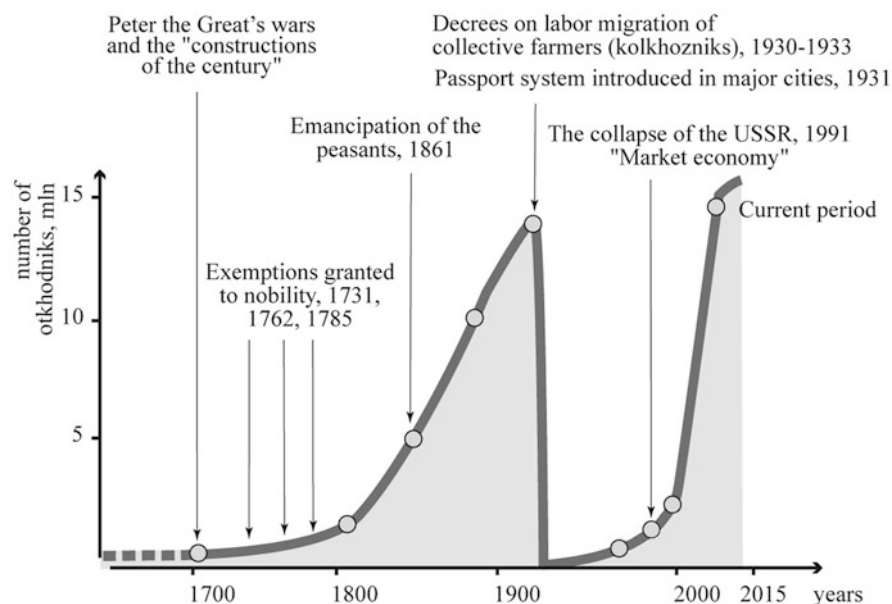 Peter the Great's wars
and the "constructions
of the century"
Decrees on labor migration of
collective farmers (kolkhozniks), 1930-1933
Passport system introduced in major cities, 1931
Emancipation of the
peasants, 1861
The collapse of the USSR, 1991
"Market economy"
Exemptions granted
to nobility, 1731,
1762, 1785
Current period
number of
otkhodniks, mln
15
10
5
1700
1800
1900
2000
2015
years